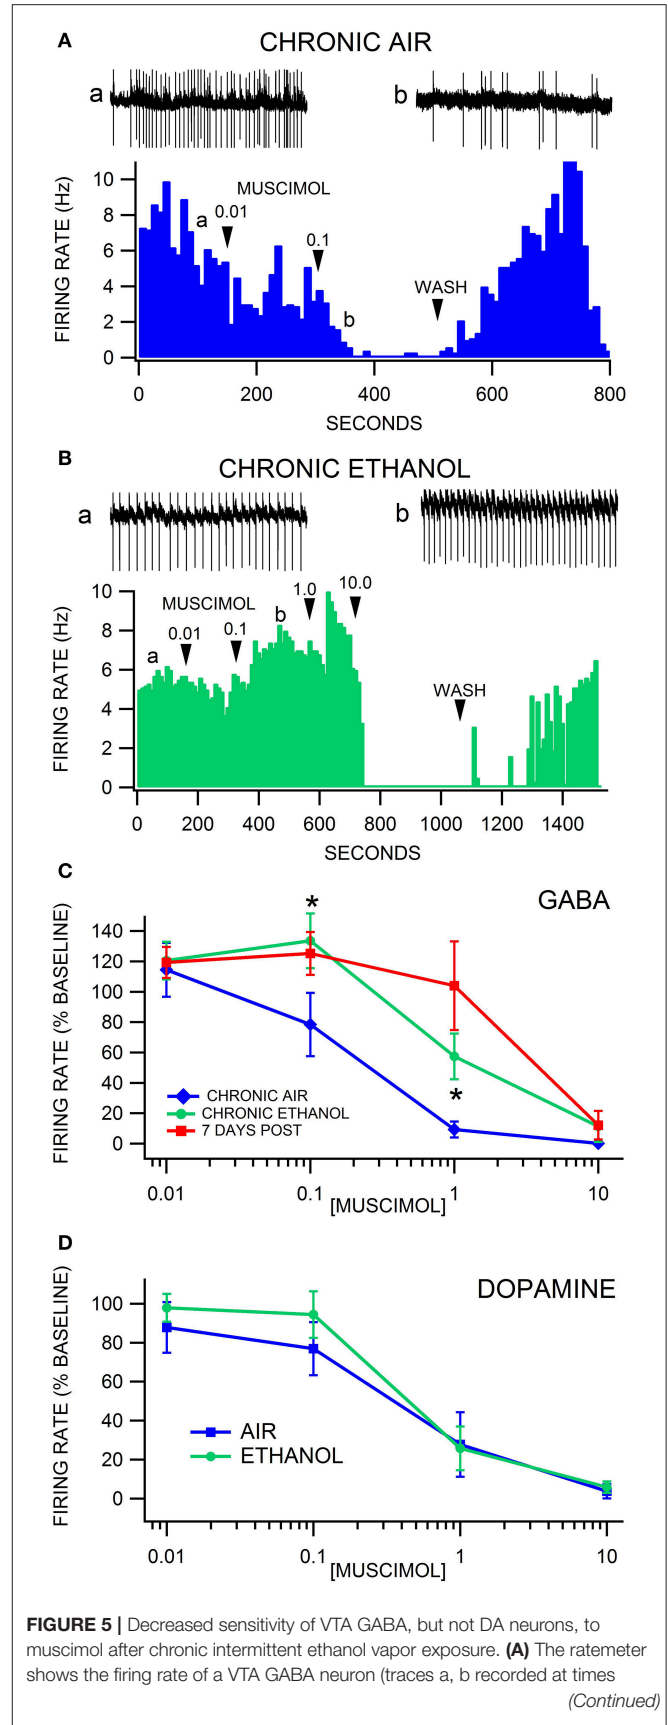 A
CHRONIC AIR
a
b
FIRING RATE (Hz)
10
8
6
4
2
0
MUSCIMOL
a
0.01
0.1
b
WASH
0
200
400
600
800
SECONDS
B
CHRONIC ETHANOL
a
b
FIRING RATE (Hz)
10
8
6
4
2
0
MUSCIMOL
a
0.01
0.1
b
1.0
10.0
WASH
0
200
400
600
800
1000
1200
1400
SECONDS
C
GABA
*
FIRING RATE (% BASELINE)
140
120
100
80
60
40
20
0
*
CHRONIC AIR
CHRONIC ETHANOL
7 DAYS POST
0.01
0.1
1
10
[MUSCIMOL]
D
DOPAMINE
FIRING RATE (% BASELINE)
100
80
60
40
20
0
AIR
ETHANOL
0.01
0.1
1
10
[MUSCIMOL]
FIGURE 5 | Decreased sensitivity of VTA GABA, but not DA neurons, to
muscimol after chronic intermittent ethanol vapor exposure. (A) The ratemeter
shows the firing rate of a VTA GABA neuron (traces a, b recorded at times
(Continued)